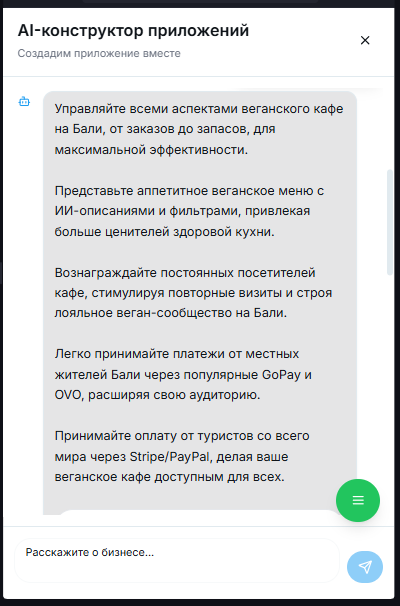 AI-конструктор приложений
Создадим приложение вместе
Управляйте всеми аспектами веганского кафе
на Бали, от заказов до запасов, для
максимальной эффективности.
Представьте аппетитное веганское меню с
ИИ-описаниями и фильтрами, привлекая
больше ценителей здоровой кухни.
Вознаграждайте постоянных посетителей
кафе, стимулируя повторные визиты и строя
лояльное веган-сообщество на Бали.
Легко принимайте платежи от местных
жителей Бали через популярные GoPay и
OVO, расширяя свою аудиторию.
Принимайте оплату от туристов со всего
мира через Stripe/PayPal, делая ваше
веганское кафе доступным для всех.
Расскажите о бизнесе...